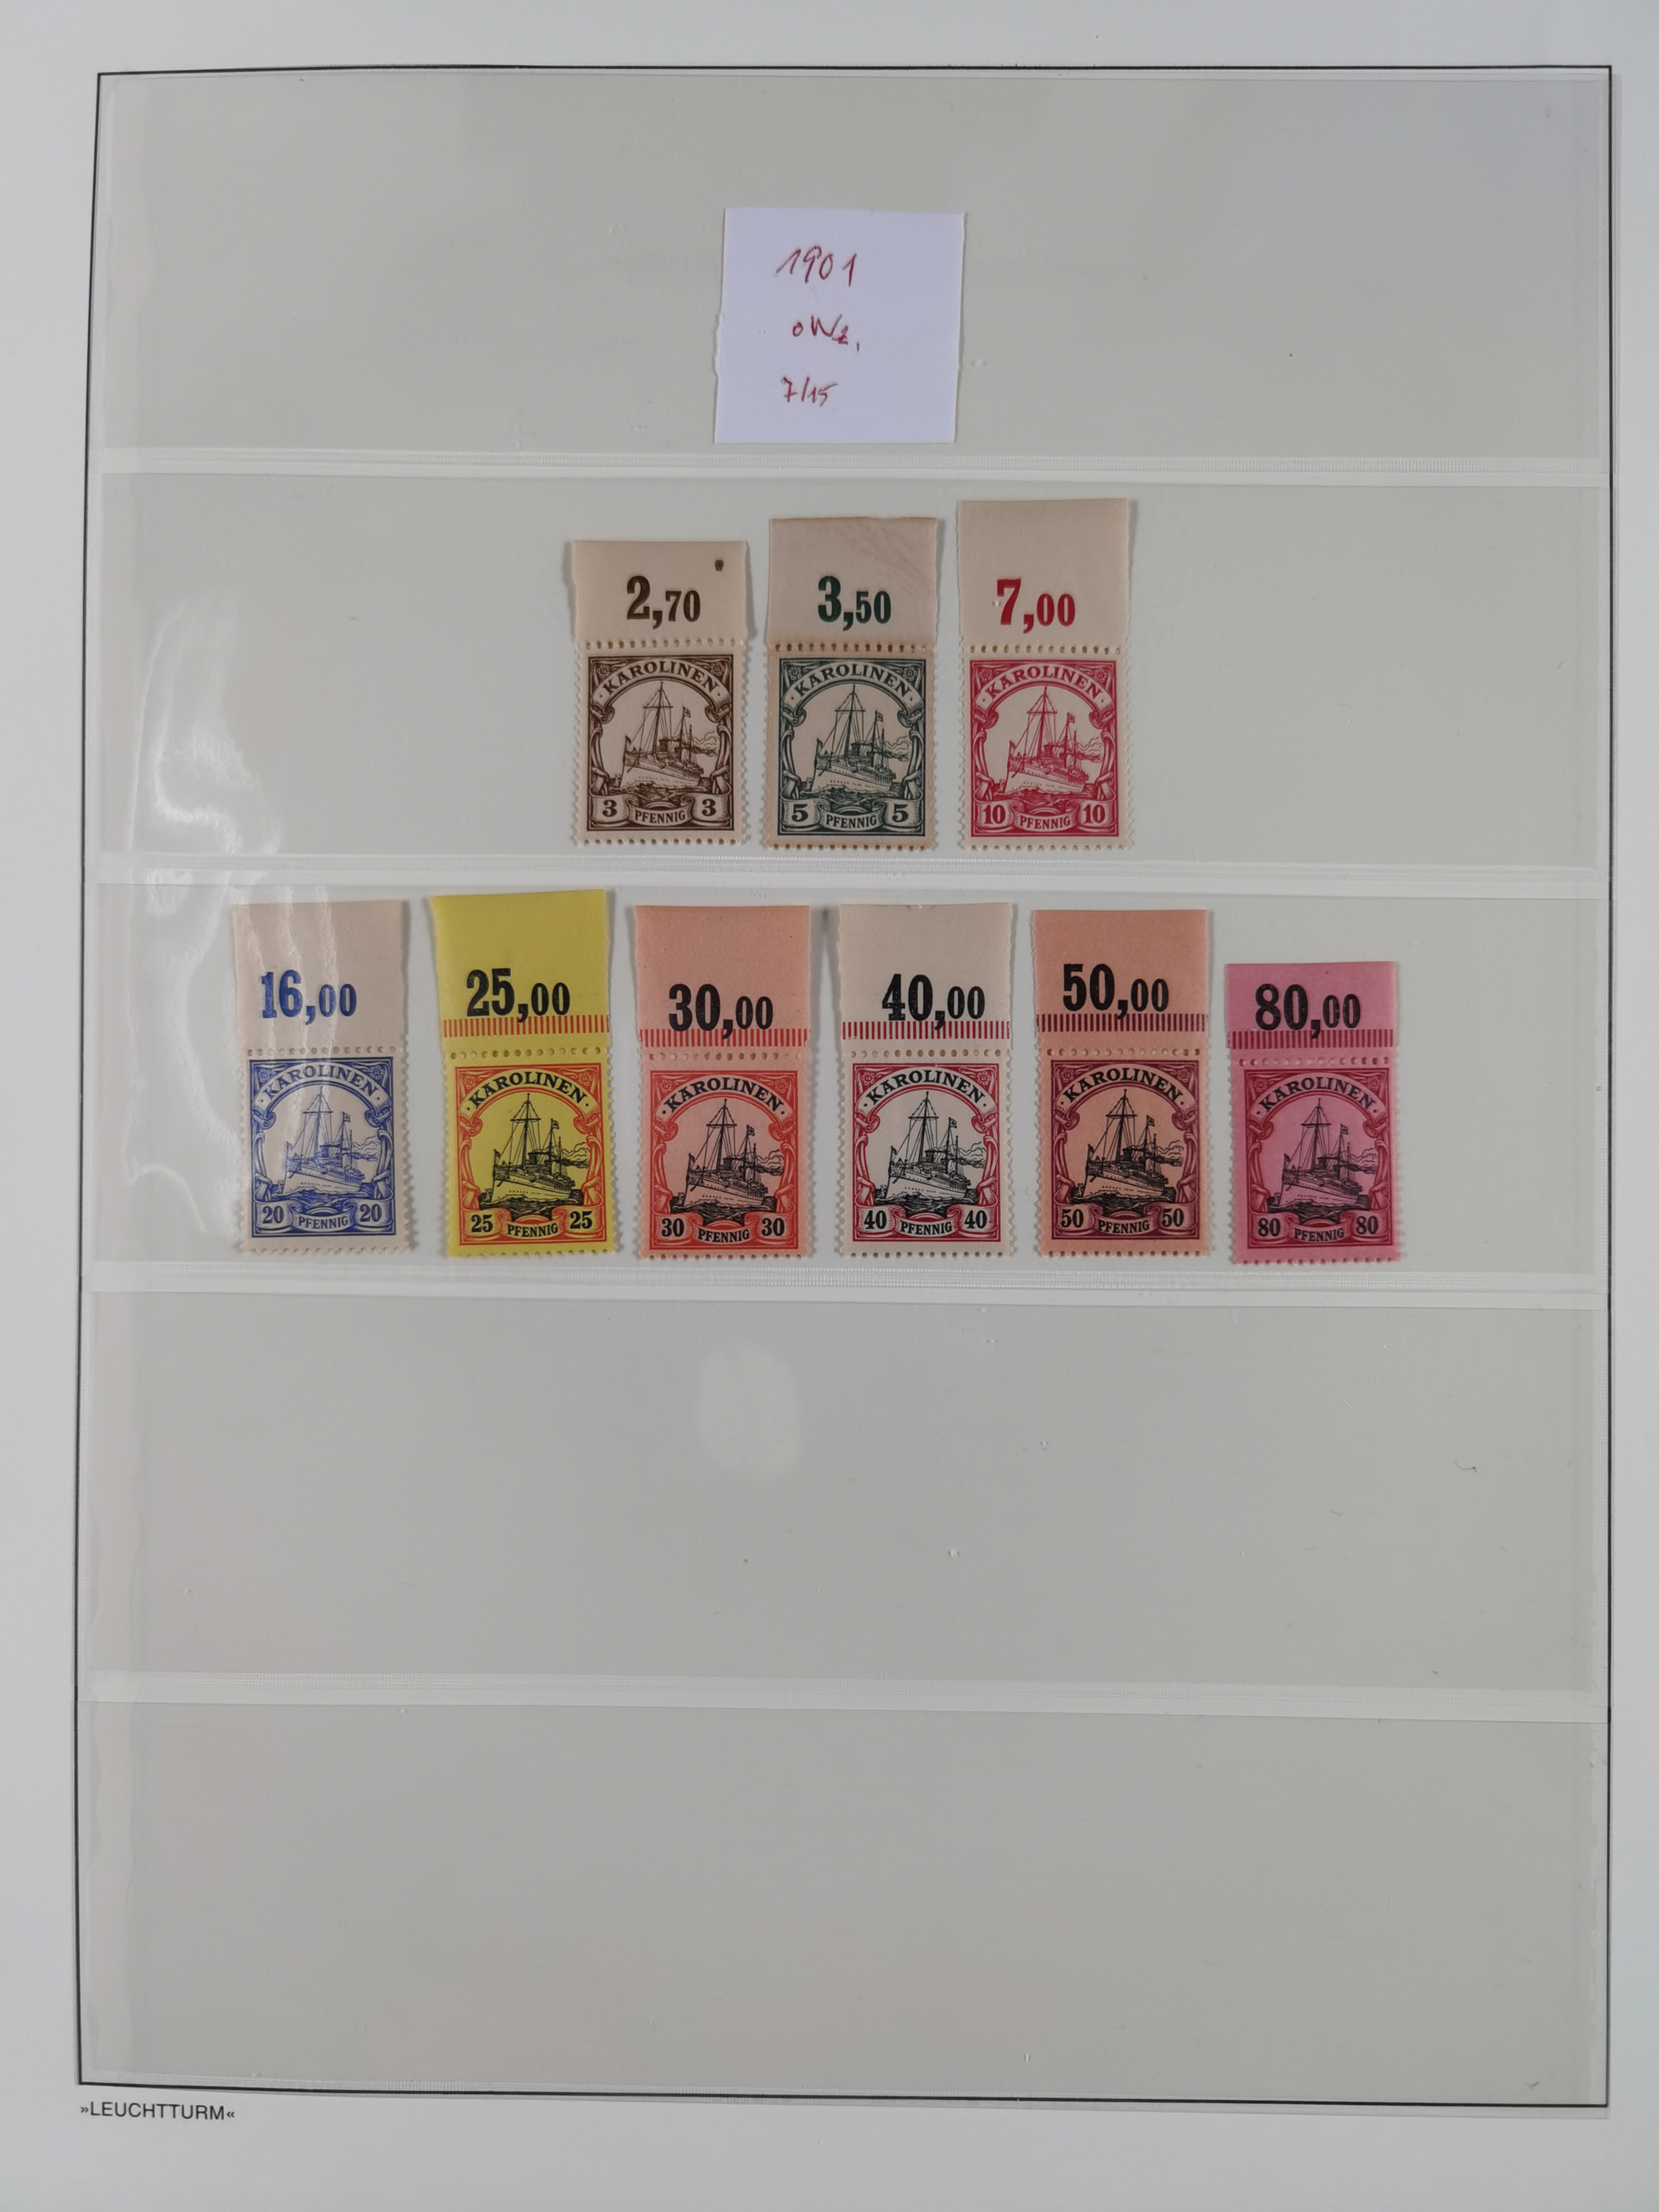 1901
oWz.
7/15
2,70
3,50
7,00
KAROLINEN
3 PFENNIG 3
KAROLINEN
5 PFENNIG 5
KAROLINEN
10 PFENNIG 10
16,00
25,00
30,00
40,00
50,00
80,00
KAROLINEN
20 PFENNIG 20
KAROLINEN
25 PFENNIG 25
KAROLINEN
30 PFENNIG 30
KAROLINEN
40 PFENNIG 40
KAROLINEN
50 PFENNIG 50
KAROLINEN
80 PFENNIG 80
»LEUCHTTURM«